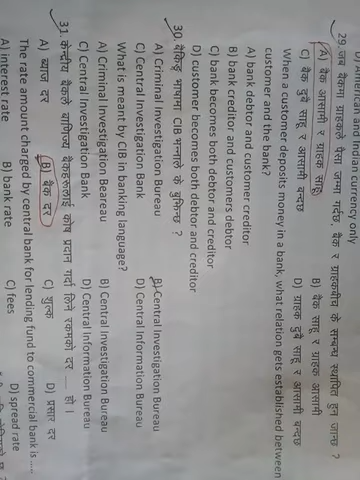 in American and Indian currency only
29. जब बैंकमा ग्राहकले पैसा जम्मा गर्दछ, बैंक र ग्राहकबीच के सम्बन्ध स्थापित हुन जान्छ ?
A) बैंक आसामी र ग्राहक साहू B) बैंक साहू र ग्राहक आसामी
C) बैंक दुबै साहू र आसामी बन्दछ D) ग्राहक दुबै साहू र आसामी बन्दछ
When a customer deposits money in a bank, what relation gets established between
customer and the bank?
A) bank debtor and customer creditor
B) bank creditor and customers debtor
C) bank becomes both debtor and creditor
D) customer becomes both debtor and creditor
30. बैकिङ्ग भाषामा CIB भन्नाले के बुझिन्छ ?
A) Criminal Investigation Bureau B) Central Investigation Bureau
C) Central Investigation Bank D) Central Information Bureau
What is meant by CIB in banking language?
A) Criminal Investigation Beareau B) Central Investigation Bureau
C) Central Investigation Bank D) Central Information Bureau
31. केन्द्रीय बैंकले वाणिज्य बैंकहरूलाई कोष प्रदान गर्दा लिने रकमको दर ___ हो ।
A) ब्याज दर B) बैंक दर C) शुल्क D) प्रसार दर
The rate amount charged by central bank for lending fund to commercial bank is .....
A) interest rate B) bank rate C) fees D) spread rate